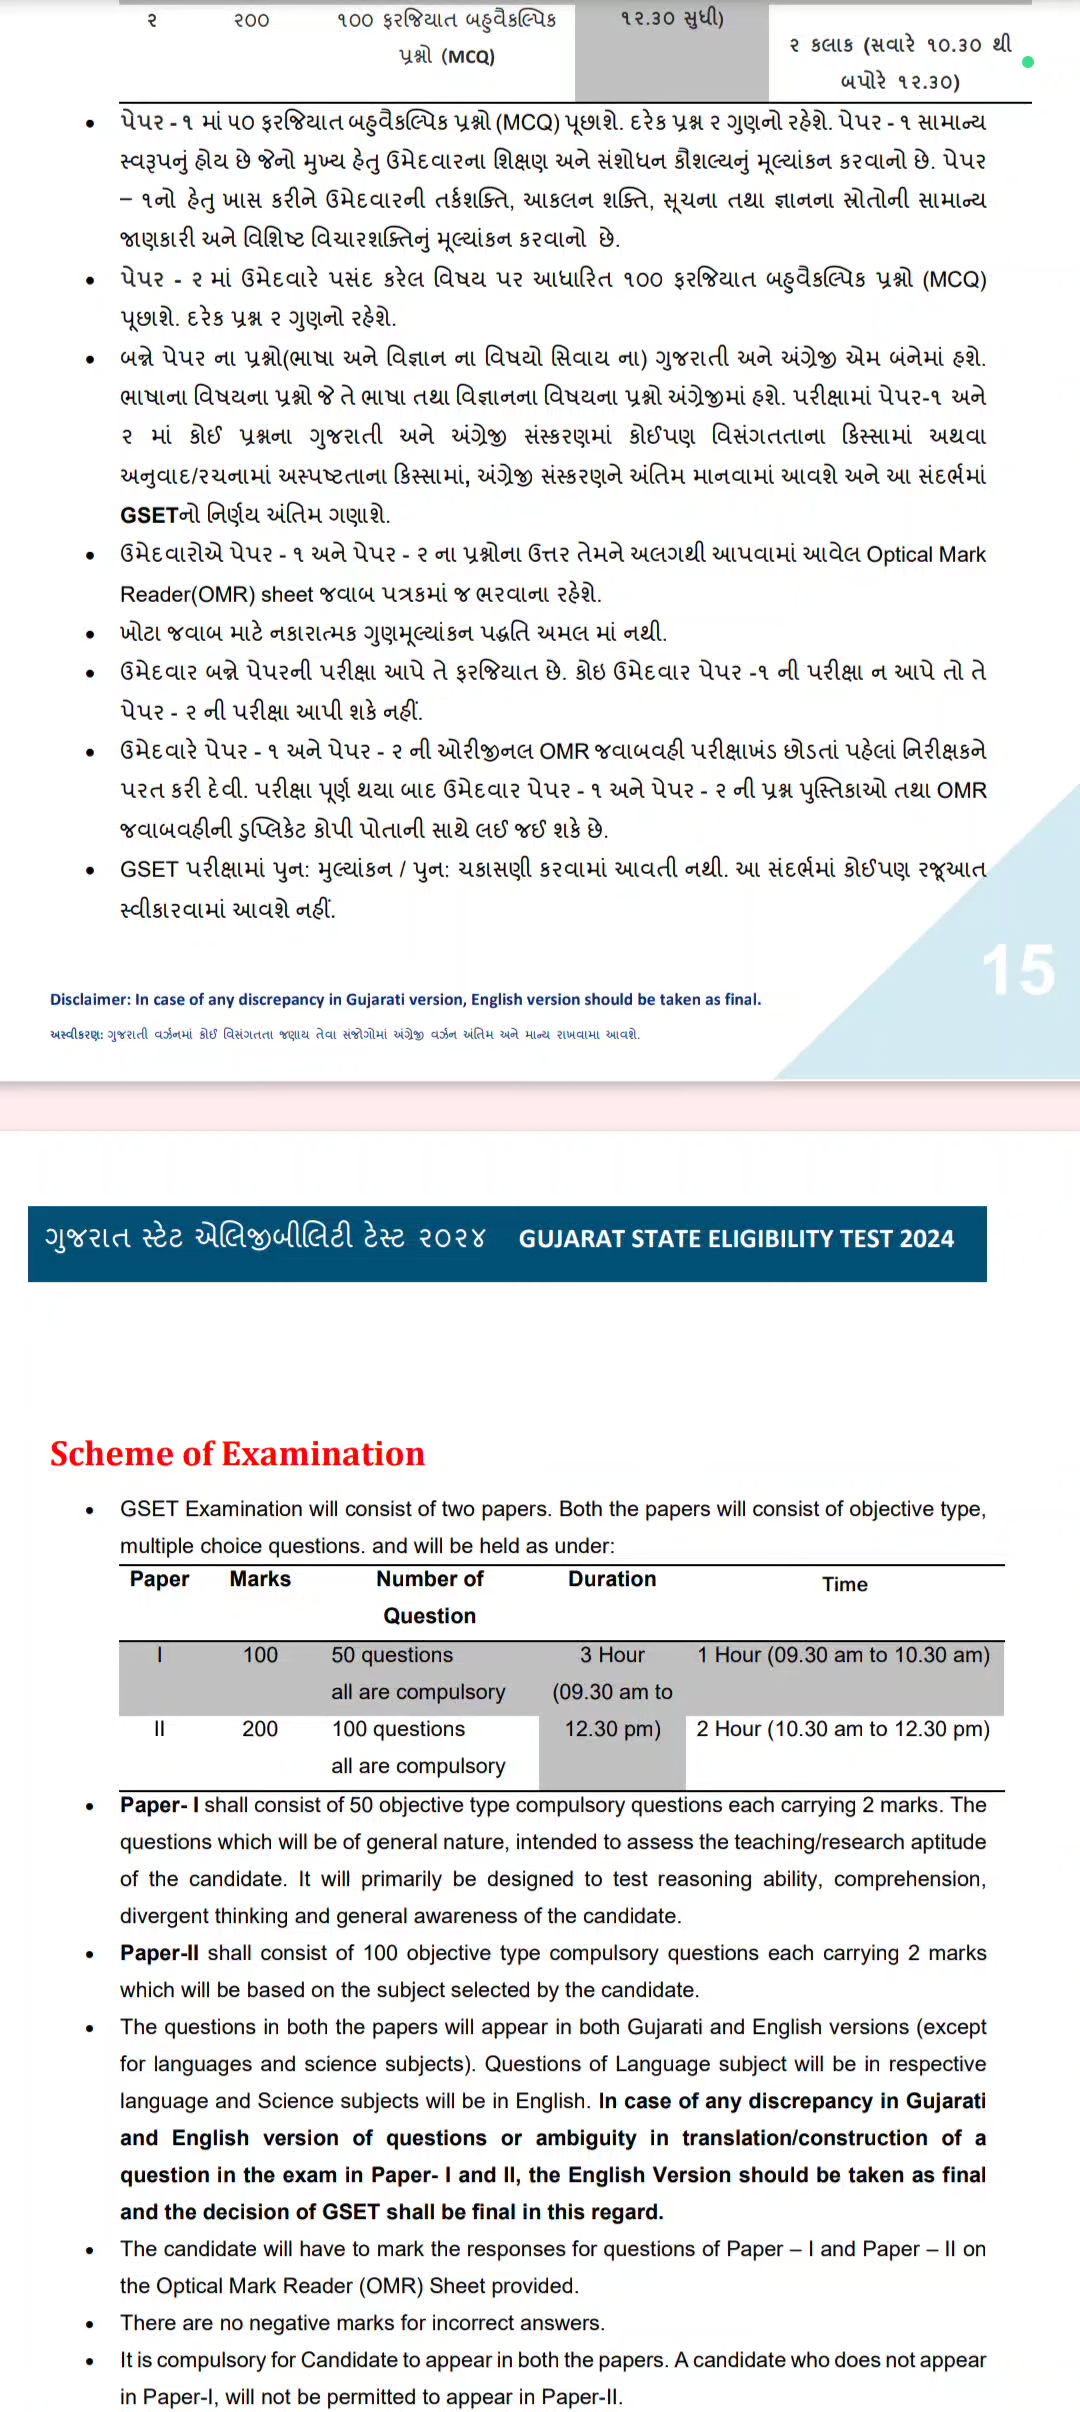 ૨ ૨૦૦ ૧૦૦ ફરજિયાત બહુવૈકલ્પિક ૧૨.૩૦ સુધી)
પ્રશ્નો (MCQ) ૨ કલાક (સવારે ૧૦.૩૦ થી
બપોરે ૧૨.૩૦)
• પેપર - ૧ માં ૫૦ ફરજિયાત બહુવૈકલ્પિક પ્રશ્નો (MCQ) પૂછાશે. દરેક પ્રશ્ન ૨ ગુણનો રહેશે. પેપર - ૧ સામાન્ય
સ્વરૂપનું હોય છે જેનો મુખ્ય હેતુ ઉમેદવારના શિક્ષણ અને સંશોધન કૌશલ્યનું મૂલ્યાંકન કરવાનો છે. પેપર
– ૧નો હેતુ ખાસ કરીને ઉમેદવારની તર્કશક્તિ, આકલન શક્તિ, સૂચના તથા જ્ઞાનના સ્રોતોની સામાન્ય
જાણકારી અને વિશિષ્ટ વિચારશક્તિનું મૂલ્યાંકન કરવાનો છે.
• પેપર - ૨ માં ઉમેદવારે પસંદ કરેલ વિષય પર આધારિત ૧૦૦ ફરજિયાત બહુવૈકલ્પિક પ્રશ્નો (MCQ)
પૂછાશે. દરેક પ્રશ્ન ૨ ગુણનો રહેશે.
• બન્ને પેપર ના પ્રશ્નો(ભાષા અને વિજ્ઞાન ના વિષયો સિવાય ના) ગુજરાતી અને અંગ્રેજી એમ બંનેમાં હશે.
ભાષાના વિષયના પ્રશ્નો જે તે ભાષા તથા વિજ્ઞાનના વિષયના પ્રશ્નો અંગ્રેજીમાં હશે. પરીક્ષામાં પેપર-૧ અને
૨ માં કોઈ પ્રશ્નના ગુજરાતી અને અંગ્રેજી સંસ્કરણમાં કોઈપણ વિસંગતતાના કિસ્સામાં અથવા
અનુવાદ/રચનામાં અસ્પષ્ટતાના કિસ્સામાં, અંગ્રેજી સંસ્કરણને અંતિમ માનવામાં આવશે અને આ સંદર્ભમાં
GSETનો નિર્ણય અંતિમ ગણાશે.
• ઉમેદવારોએ પેપર - ૧ અને પેપર - ૨ ના પ્રશ્નોના ઉત્તર તેમને અલગથી આપવામાં આવેલ Optical Mark
Reader(OMR) sheet જવાબ પત્રકમાં જ ભરવાના રહેશે.
• ખોટા જવાબ માટે નકારાત્મક ગુણમૂલ્યાંકન પદ્ધતિ અમલ માં નથી.
• ઉમેદવાર બન્ને પેપરની પરીક્ષા આપે તે ફરજિયાત છે. કોઇ ઉમેદવાર પેપર -૧ ની પરીક્ષા ન આપે તો તે
પેપર - ૨ ની પરીક્ષા આપી શકે નહીં.
• ઉમેદવારે પેપર - ૧ અને પેપર - ૨ ની ઓરીજીનલ OMR જવાબવહી પરીક્ષાખંડ છોડતાં પહેલાં નિરીક્ષકને
પરત કરી દેવી. પરીક્ષા પૂર્ણ થયા બાદ ઉમેદવાર પેપર - ૧ અને પેપર - ૨ ની પ્રશ્ન પુસ્તિકાઓ તથા OMR
જવાબવહીની ડુપ્લિકેટ કોપી પોતાની સાથે લઈ જઈ શકે છે.
• GSET પરીક્ષામાં પુન: મુલ્યાંકન / પુન: ચકાસણી કરવામાં આવતી નથી. આ સંદર્ભમાં કોઈપણ રજૂઆત
સ્વીકારવામાં આવશે નહીં.
15
Disclaimer: In case of any discrepancy in Gujarati version, English version should be taken as final.
અસ્વીકરણ: ગુજરાતી વર્ઝનમાં કોઈ વિસંગતતા જણાય તેવા સંજોગોમાં અંગ્રેજી વર્ઝન અંતિમ અને માન્ય રાખવામા આવશે.
ગુજરાત સ્ટેટ એલિજીબીલિટી ટેસ્ટ ૨૦૨૪ GUJARAT STATE ELIGIBILITY TEST 2024
Scheme of Examination
• GSET Examination will consist of two papers. Both the papers will consist of objective type,
multiple choice questions. and will be held as under:
Paper Marks Number of Duration Time
Question
I 100 50 questions 3 Hour 1 Hour (09.30 am to 10.30 am)
all are compulsory (09.30 am to
II 200 100 questions 12.30 pm) 2 Hour (10.30 am to 12.30 pm)
all are compulsory
• Paper- I shall consist of 50 objective type compulsory questions each carrying 2 marks. The
questions which will be of general nature, intended to assess the teaching/research aptitude
of the candidate. It will primarily be designed to test reasoning ability, comprehension,
divergent thinking and general awareness of the candidate.
• Paper-II shall consist of 100 objective type compulsory questions each carrying 2 marks
which will be based on the subject selected by the candidate.
• The questions in both the papers will appear in both Gujarati and English versions (except
for languages and science subjects). Questions of Language subject will be in respective
language and Science subjects will be in English. In case of any discrepancy in Gujarati
and English version of questions or ambiguity in translation/construction of a
question in the exam in Paper- I and II, the English Version should be taken as final
and the decision of GSET shall be final in this regard.
• The candidate will have to mark the responses for questions of Paper – I and Paper – II on
the Optical Mark Reader (OMR) Sheet provided.
• There are no negative marks for incorrect answers.
• It is compulsory for Candidate to appear in both the papers. A candidate who does not appear
in Paper-I, will not be permitted to appear in Paper-II.